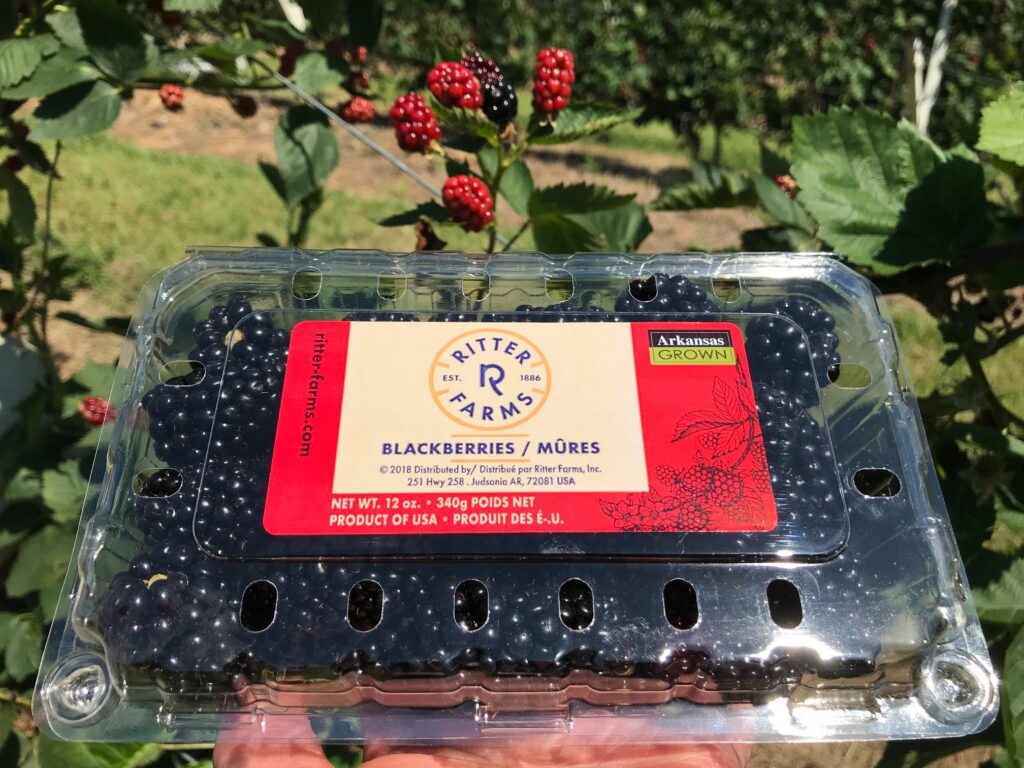 ritter-farms.com
RITTER
EST. R 1886
FARMS
BLACKBERRIES / MÛRES
© 2018 Distributed by/ Distribué par Ritter Farms, Inc.
251 Hwy 258 . Judsonia AR, 72081 USA
NET WT. 12 oz. • 340g POIDS NET
PRODUCT OF USA • PRODUIT DES É-.U.
Arkansas
GROWN